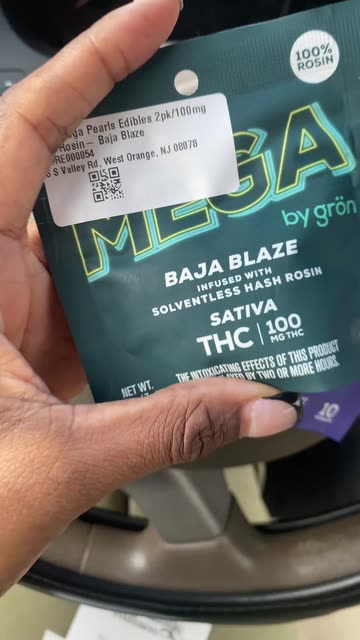 100%
ROSIN
ga Pearls Edibles 2pk/100mg
Rosin – Baja Blaze
RE000054
S Valley Rd, West Orange, NJ 08078
MEGA
by grön
BAJA BLAZE
INFUSED WITH
SOLVENTLESS HASH ROSIN
SATIVA
THC | 100
MG THC
NET WT.
THE INTOXICATING EFFECTS OF THIS PRODUCT
BY TWO OR MORE HOURS.
10